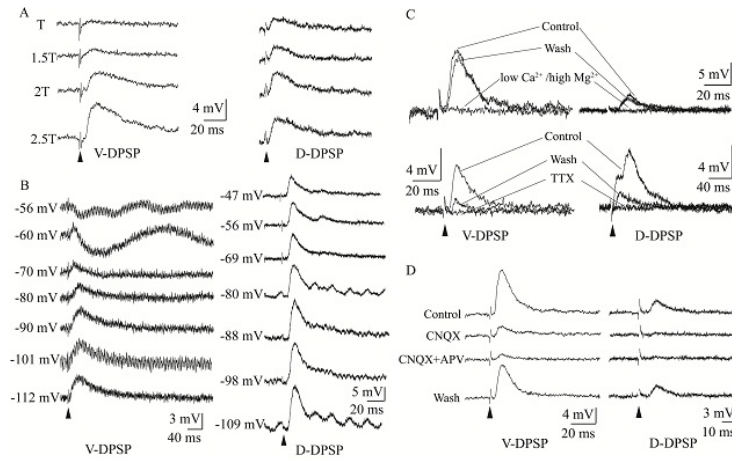 A
T
1.5T
2T
2.5T
4 mV
20 ms
V-DPSP
D-DPSP
B
-56 mV
-60 mV
-70 mV
-80 mV
-90 mV
-101 mV
-112 mV
3 mV
40 ms
V-DPSP
-47 mV
-56 mV
-69 mV
-80 mV
-88 mV
-98 mV
-109 mV
5 mV
20 ms
D-DPSP
C
Control
Wash
low Ca²⁺ /high Mg²⁺
5 mV
20 ms
Control
Wash
TTX
4 mV
20 ms
4 mV
40 ms
V-DPSP
D-DPSP
D
Control
CNQX
CNQX+APV
Wash
4 mV
20 ms
3 mV
10 ms
V-DPSP
D-DPSP